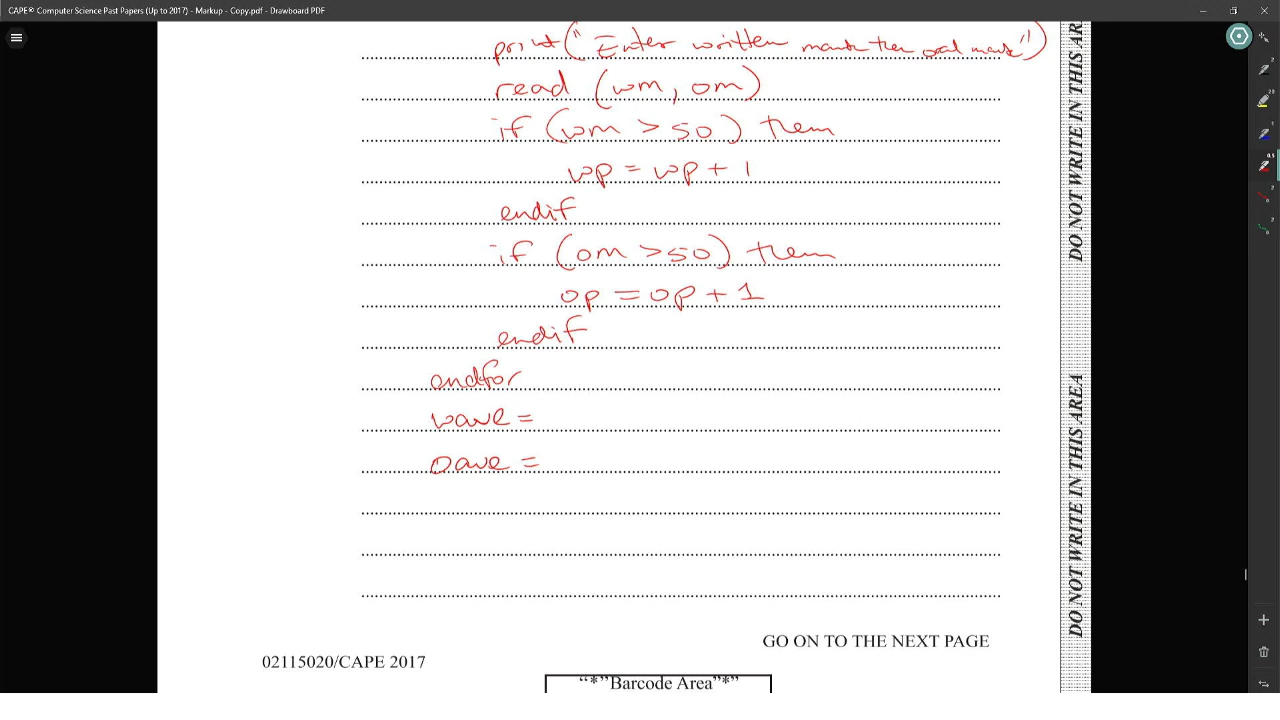 CAPE® Computer Science Past Papers (Up to 2017) - Markup - Copy.pdf - Drawboard PDF
print(" Enter written mark then oral mark")
read (wm, om)
if (wm > 50) then
wp = wp + 1
endif
if (om > 50) then
op = op + 1
endif
endfor
wave =
oave =
GO ON TO THE NEXT PAGE
02115020/CAPE 2017
“*”Barcode Area”*”
DO NOT WRITE IN THIS AR
DO NOT WRITE IN THIS AREA